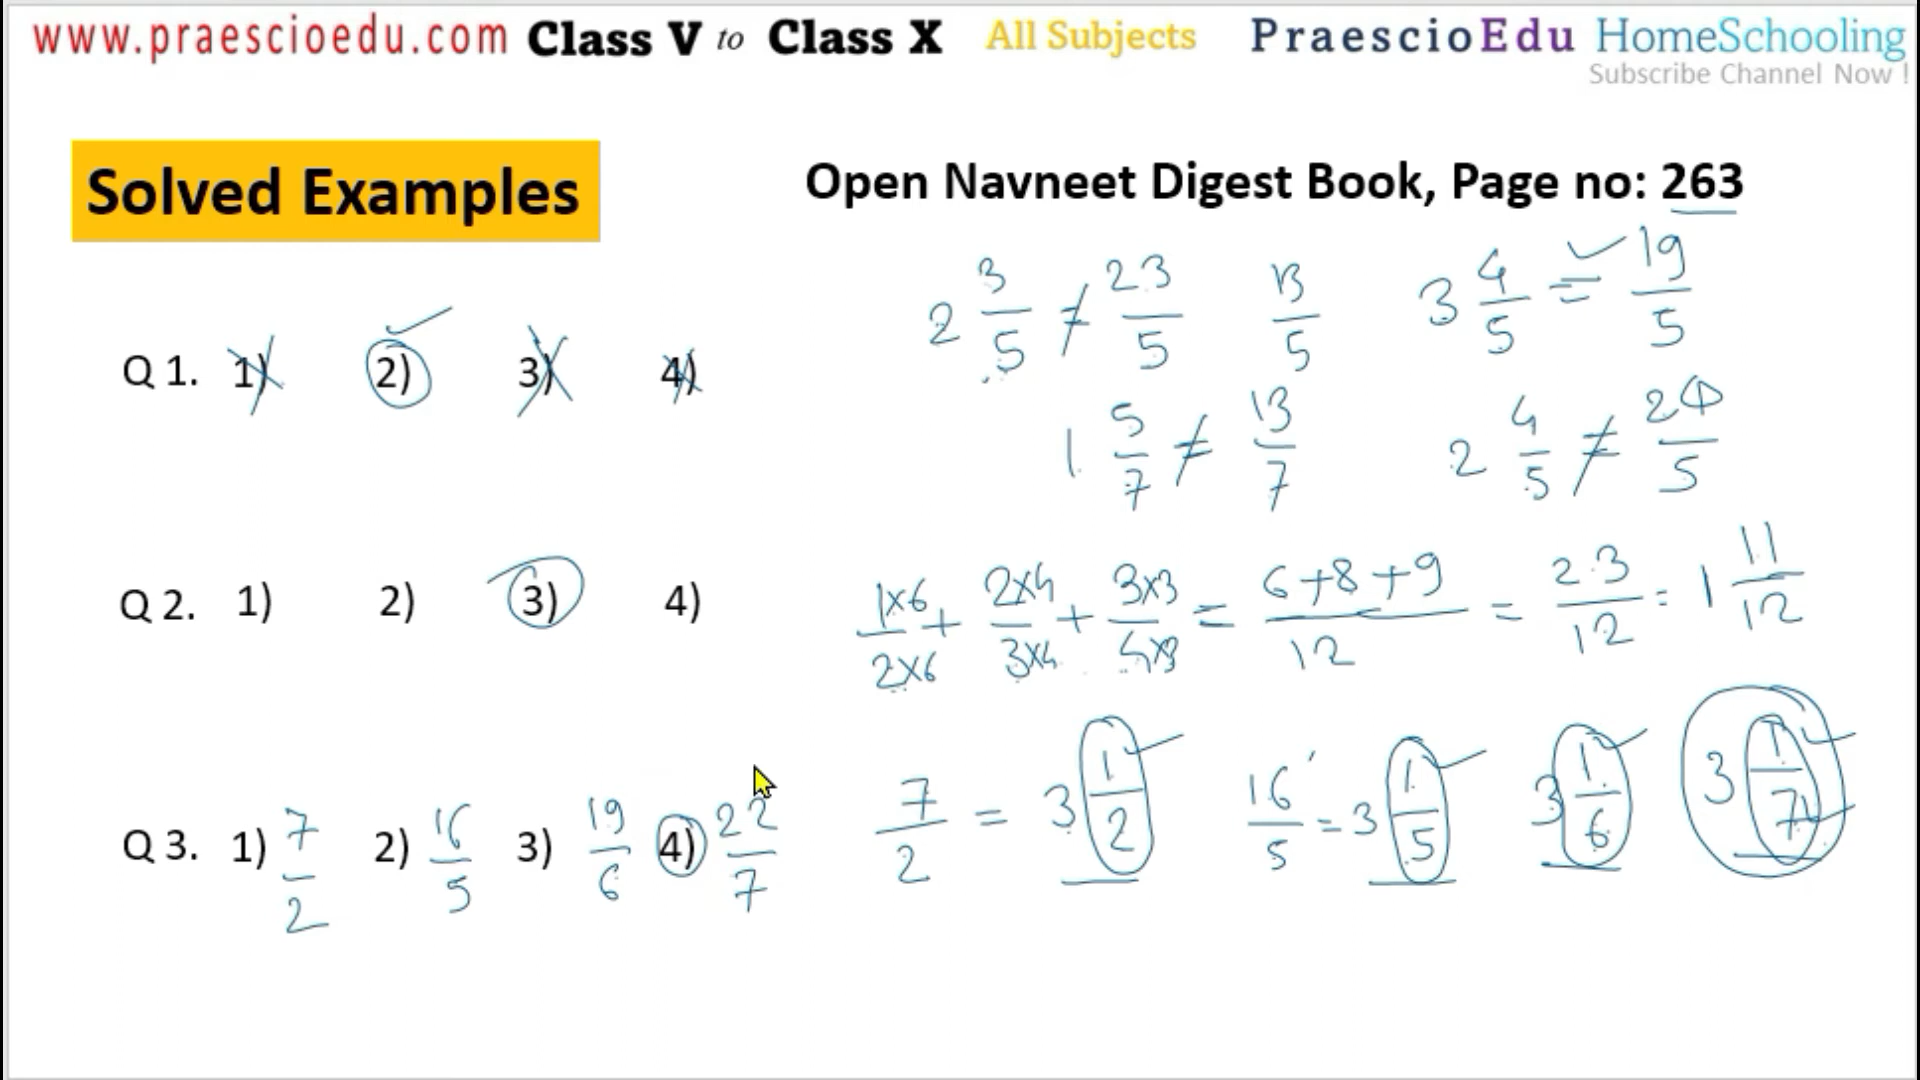 www.praescioedu.com Class V to Class X All Subjects PraescioEdu HomeSchooling
Subscribe Channel Now !
Solved Examples
Open Navneet Digest Book, Page no: 263
2 3/5 ≠ 23/5 13/5 3 4/5 = 19/5
Q 1. 1) 2) 3) 4)
1 5/7 ≠ 13/7 2 4/5 ≠ 24/5
Q 2. 1) 2) 3) 4)
1×6/2×6 + 2×4/3×4 + 3×3/4×3 = 6+8+9/12 = 23/12 = 1 11/12
Q 3. 1) 7/2 2) 16/5 3) 19/6 4) 22/7
7/2 = 3 1/2 16/5 = 3 1/5 3 1/6 3 1/7